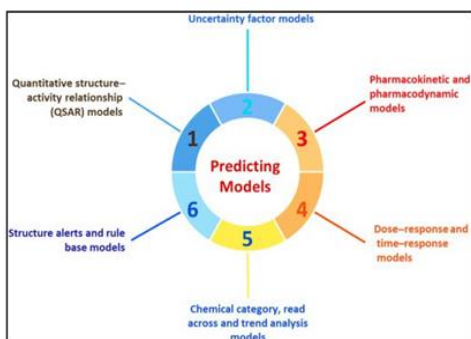 Uncertainty factor models
Quantitative structure–
activity relationship
(QSAR) models
Pharmacokinetic and
pharmacodynamic
models
1
2
3
Predicting
Models
6
5
4
Structure alerts and rule
base models
Dose–response and
time–response
models
Chemical category, read
across and trend analysis
models